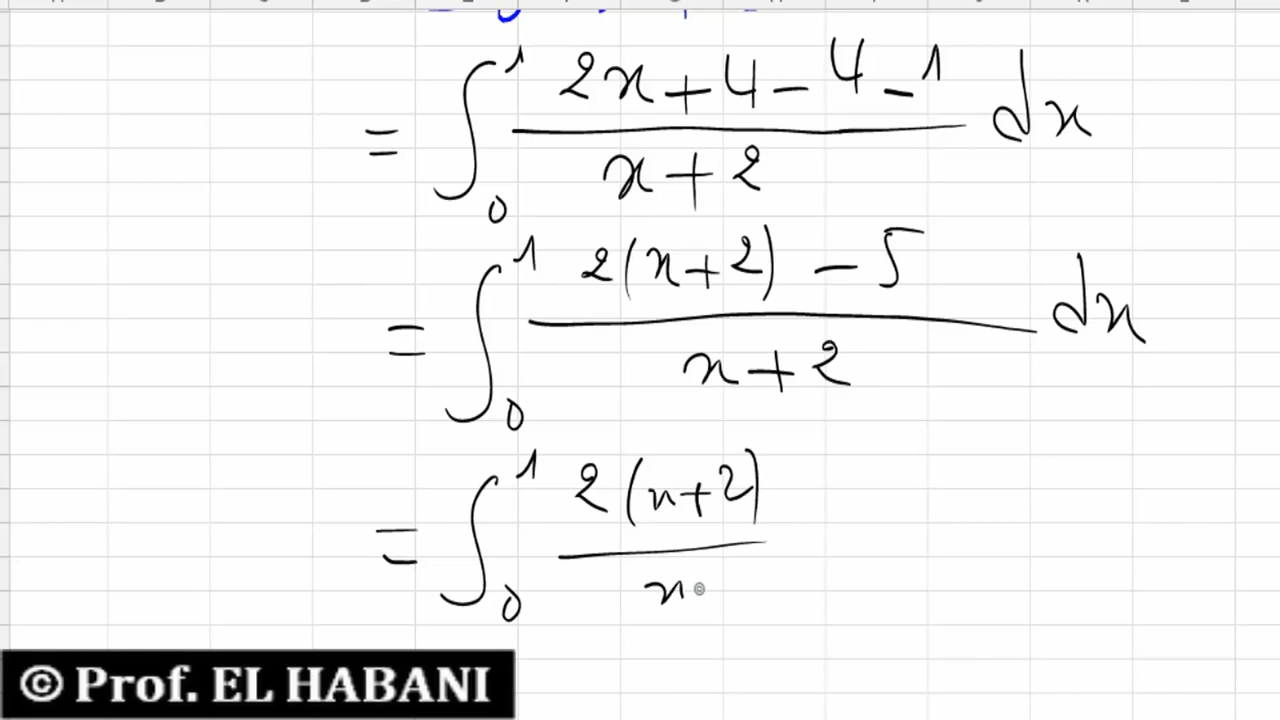 = ∫₀¹ (2x + 4 - 4 - 1)/(x + 2) dx
= ∫₀¹ (2(x+2) - 5)/(x + 2) dx
= ∫₀¹ 2(x+2)/x
© Prof. EL HABANI